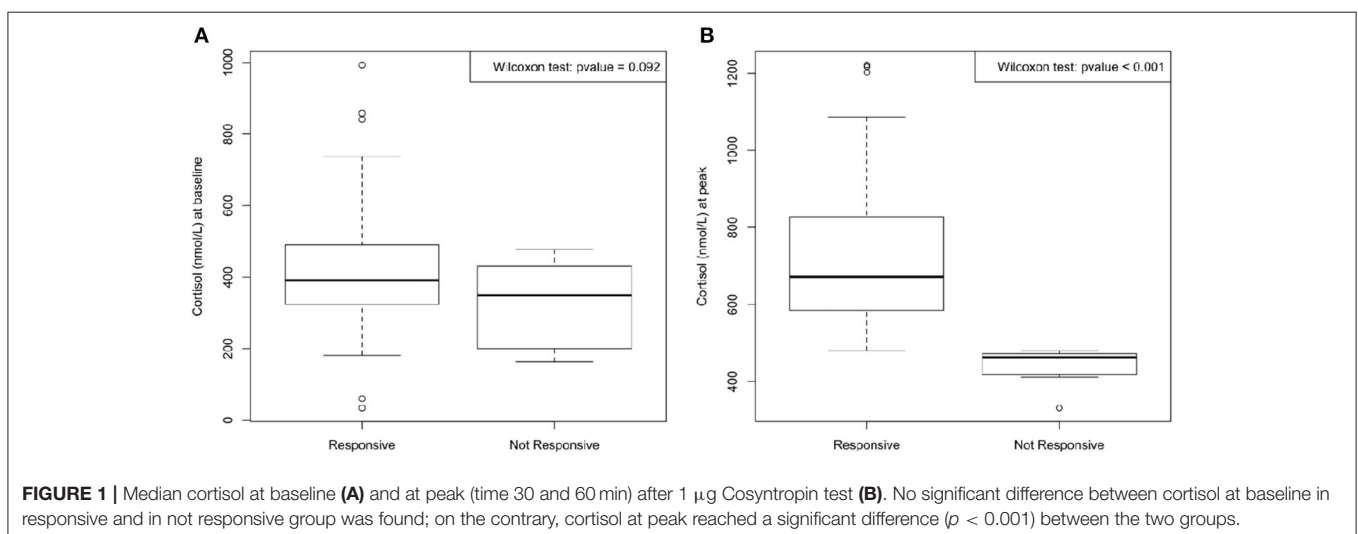 A
Wilcoxon test: pvalue = 0.092
Cortisol (nmol/L) at baseline
1000
800
600
400
200
0
Responsive
Not Responsive
B
Wilcoxon test: pvalue < 0.001
Cortisol (nmol/L) at peak
1200
1000
800
600
400
Responsive
Not Responsive
FIGURE 1 | Median cortisol at baseline (A) and at peak (time 30 and 60 min) after 1 μg Cosyntropin test (B). No significant difference between cortisol at baseline in
responsive and in not responsive group was found; on the contrary, cortisol at peak reached a significant difference (p < 0.001) between the two groups.